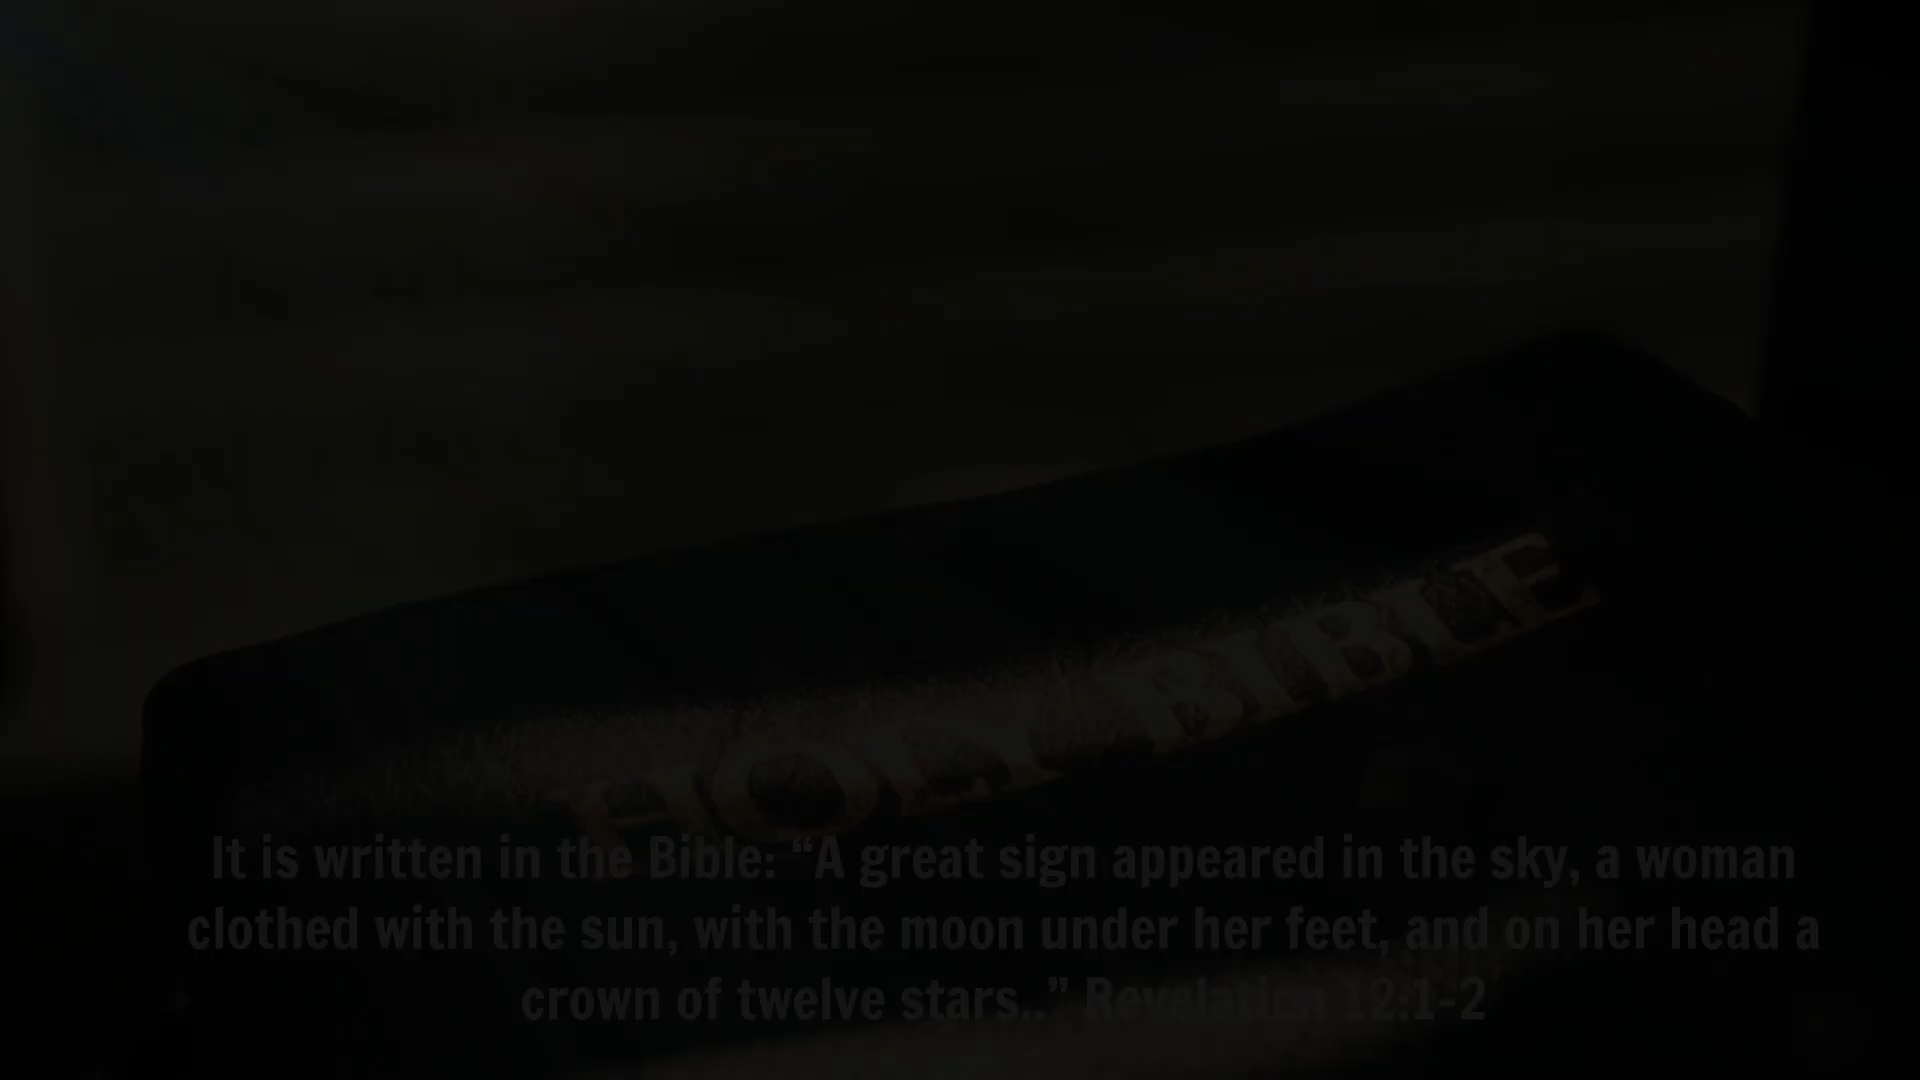 HOLY BIBLE
It is written in the Bible: “A great sign appeared in the sky, a woman
clothed with the sun, with the moon under her feet, and on her head a
crown of twelve stars..” Revelation 12:1-2